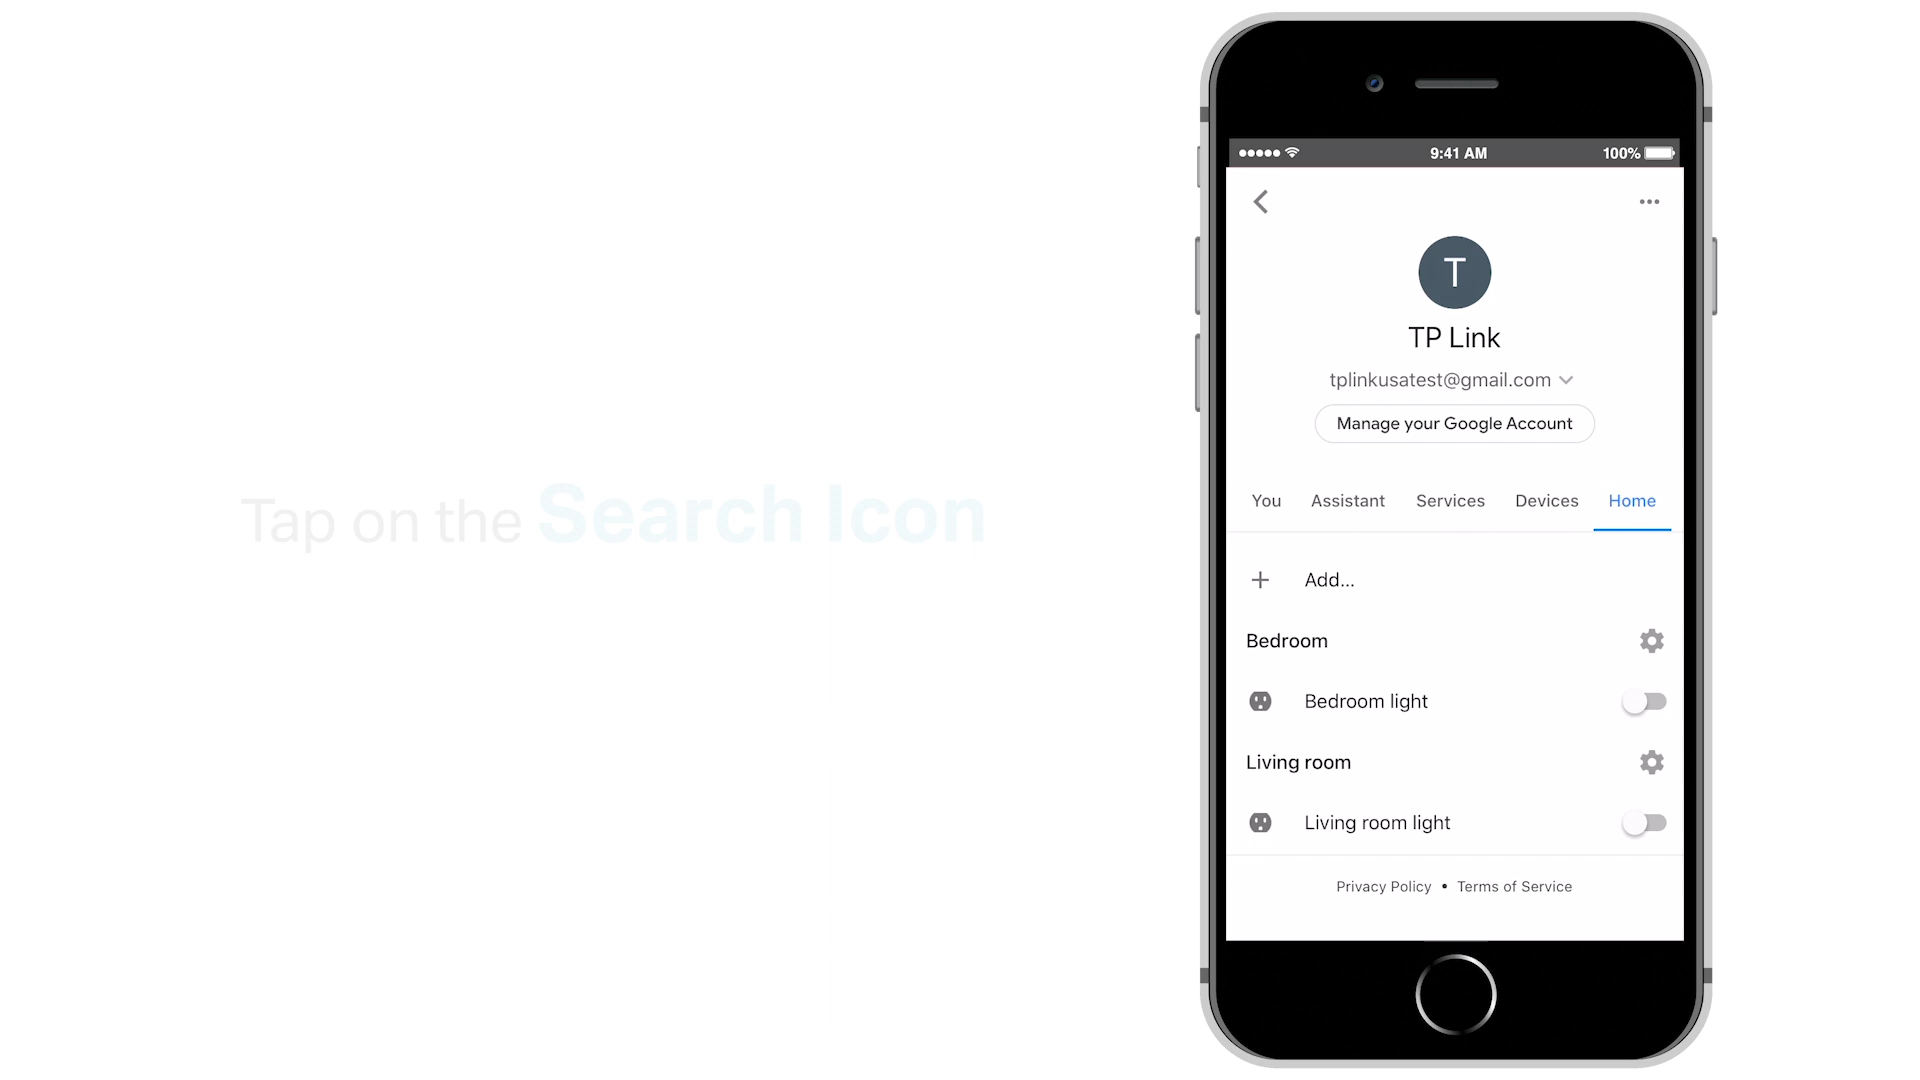 Tap on the Search Icon
9:41 AM
100%
T
TP Link
tplinkusatest@gmail.com
Manage your Google Account
You Assistant Services Devices Home
Add...
Bedroom
Bedroom light
Living room
Living room light
Privacy Policy • Terms of Service